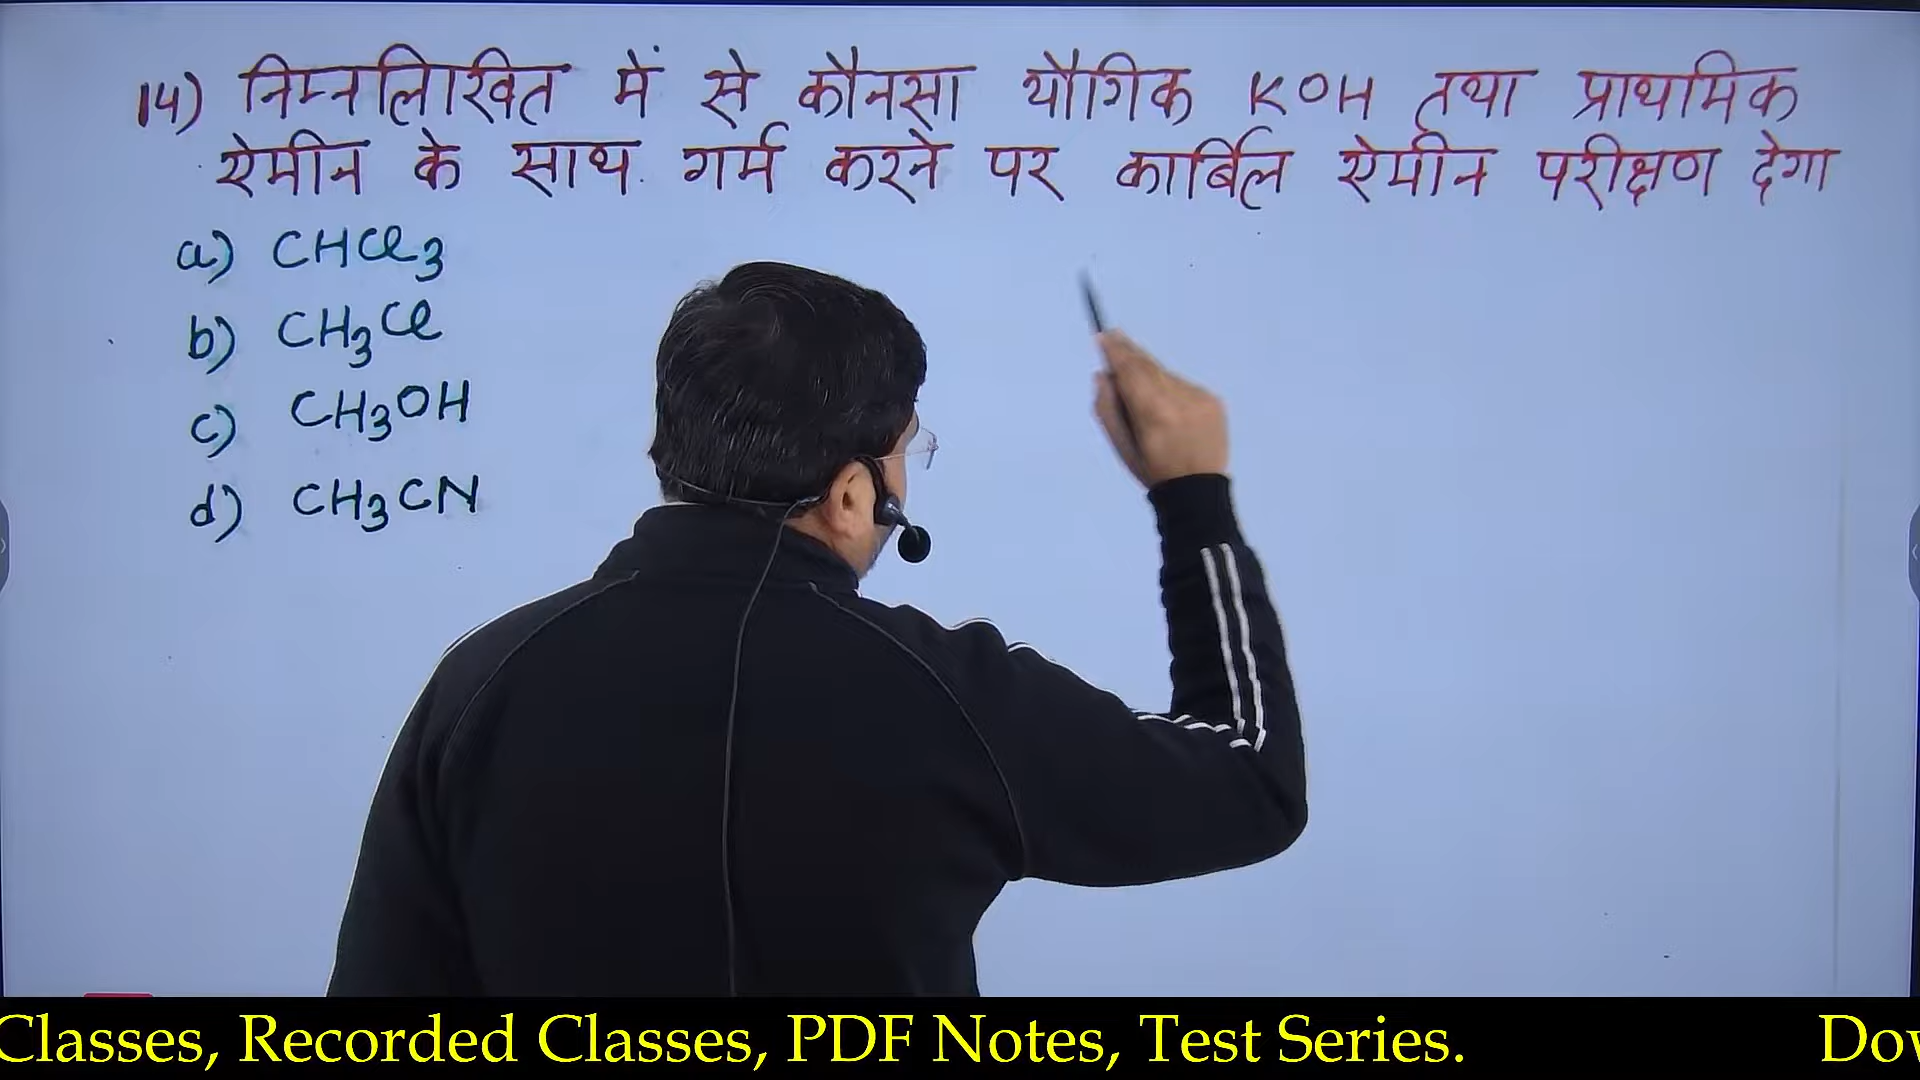 14) निम्नलिखित में से कौनसा यौगिक KOH तथा प्राथमिक
ऐमीन के साथ गर्म करने पर कार्बिल ऐमीन परीक्षण देगा
a) CHCl3
b) CH3Cl
c) CH3OH
d) CH3CN
Classes, Recorded Classes, PDF Notes, Test Series. Dow